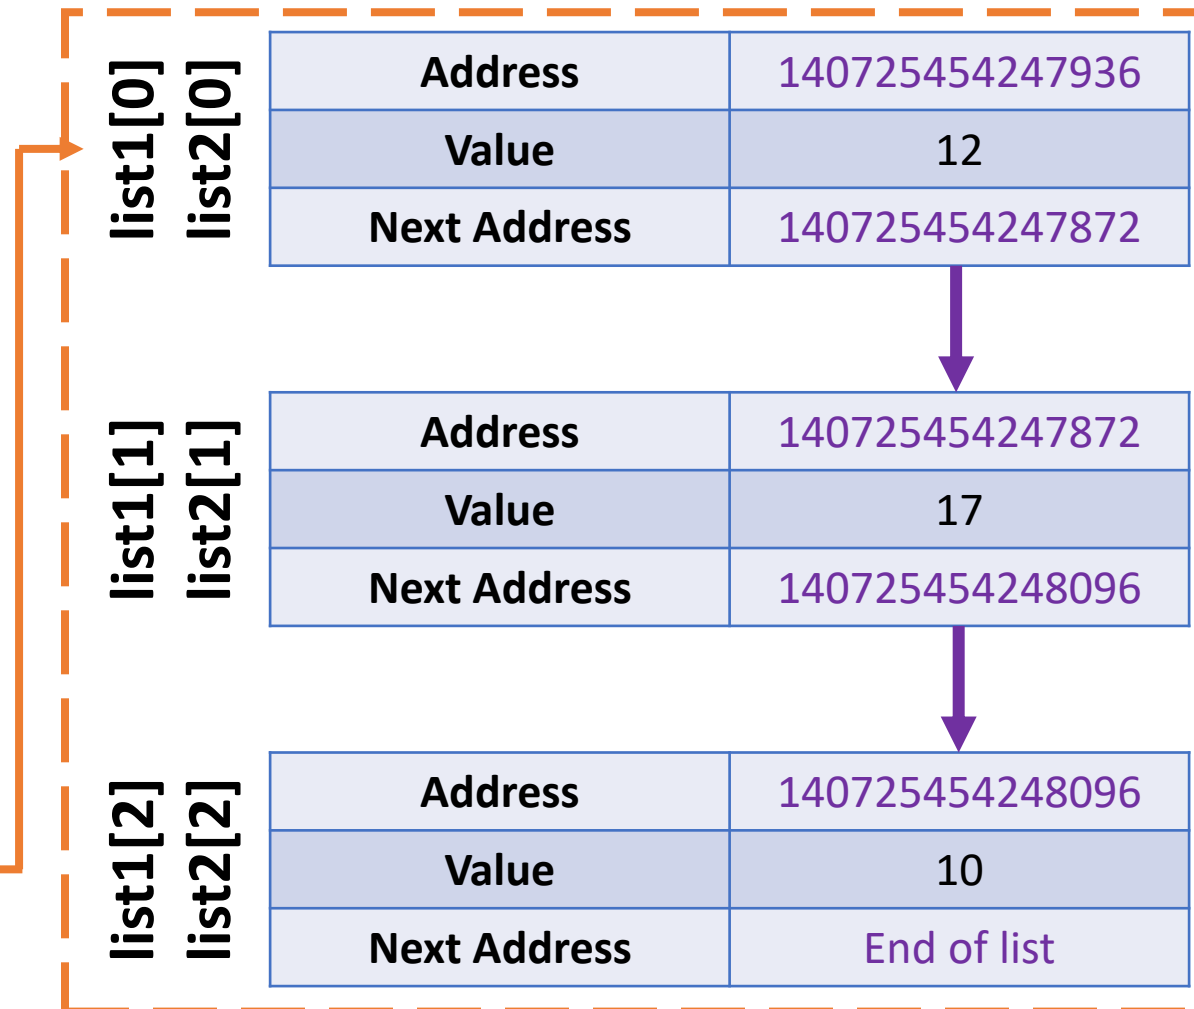 list1[0]
list2[0]
Address 140725454247936
Value 12
Next Address 140725454247872
list1[1]
list2[1]
Address 140725454247872
Value 17
Next Address 140725454248096
list1[2]
list2[2]
Address 140725454248096
Value 10
Next Address End of list